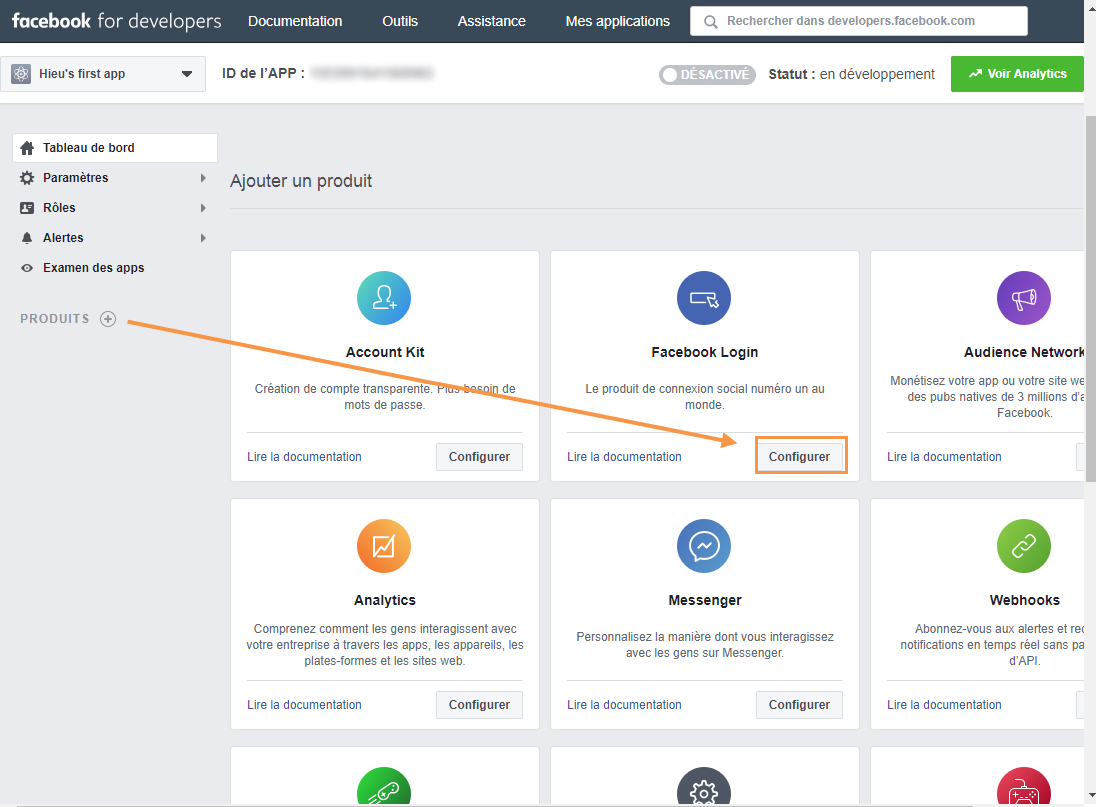 facebook for developers Documentation Outils Assistance Mes applications Rechercher dans developers.facebook.com
Hieu's first app ID de l'APP : DÉSACTIVÉ Statut : en développement Voir Analytics
Tableau de bord
Paramètres
Rôles
Alertes
Examen des apps
PRODUITS
Ajouter un produit
Account Kit
Création de compte transparente. Plus besoin de
mots de passe.
Lire la documentation Configurer
Facebook Login
Le produit de connexion social numéro un au
monde.
Lire la documentation Configurer
Audience Network
Monétisez votre app ou votre site we
des pubs natives de 3 millions d'a
Facebook.
Lire la documentation
Analytics
Comprenez comment les gens interagissent avec
votre entreprise à travers les apps, les appareils, les
plates-formes et les sites web.
Lire la documentation Configurer
Messenger
Personnalisez la manière dont vous interagissez
avec les gens sur Messenger.
Lire la documentation Configurer
Webhooks
Abonnez-vous aux alertes et rec
notifications en temps réel sans pa
d'API.
Lire la documentation